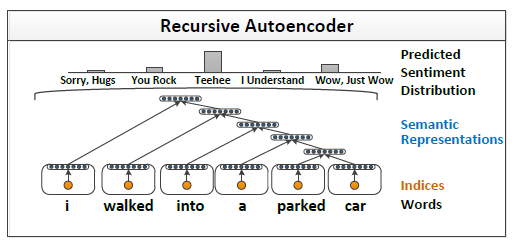 Recursive Autoencoder
Predicted
Sentiment
Distribution
Sorry, Hugs You Rock Teehee I Understand Wow, Just Wow
Semantic
Representations
Indices
i walked into a parked car Words